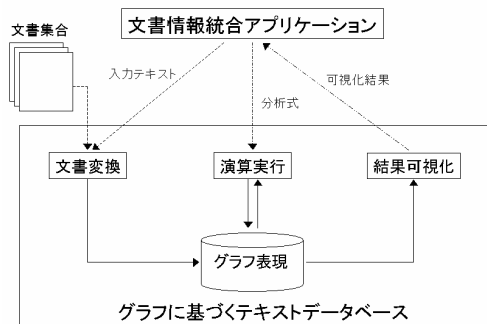 文書情報統合アプリケーション
文書集合
入力テキスト
可視化結果
分析式
文書変換
演算実行
結果可視化
グラフ表現
グラフに基づくテキストデータベース